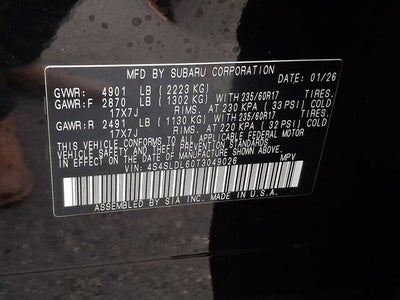 MFD BY SUBARU CORPORATION DATE: 01/26
GVWR: 4901 LB ( 2223 KG)
GAWR: F 2870 LB ( 1302 KG) WITH 235/60R17 TIRES.
17X7J RIMS. AT 230 KPA ( 33 PSI) COLD
GAWR: R 2491 LB ( 1130 KG) WITH 235/60R17 TIRES.
17X7J RIMS. AT 220 KPA ( 32 PSI) COLD
THIS VEHICLE CONFORMS TO ALL APPLICABLE FEDERAL MOTOR
VEHICLE SAFETY AND THEFT PREVENTION STANDARDS IN
EFFECT ON THE DATE OF MANUFACTURE SHOWN ABOVE.
VIN: 4S4SLDL60T3049026 MPV
ASSEMBLED BY SIA INC. MADE IN U.S.A.